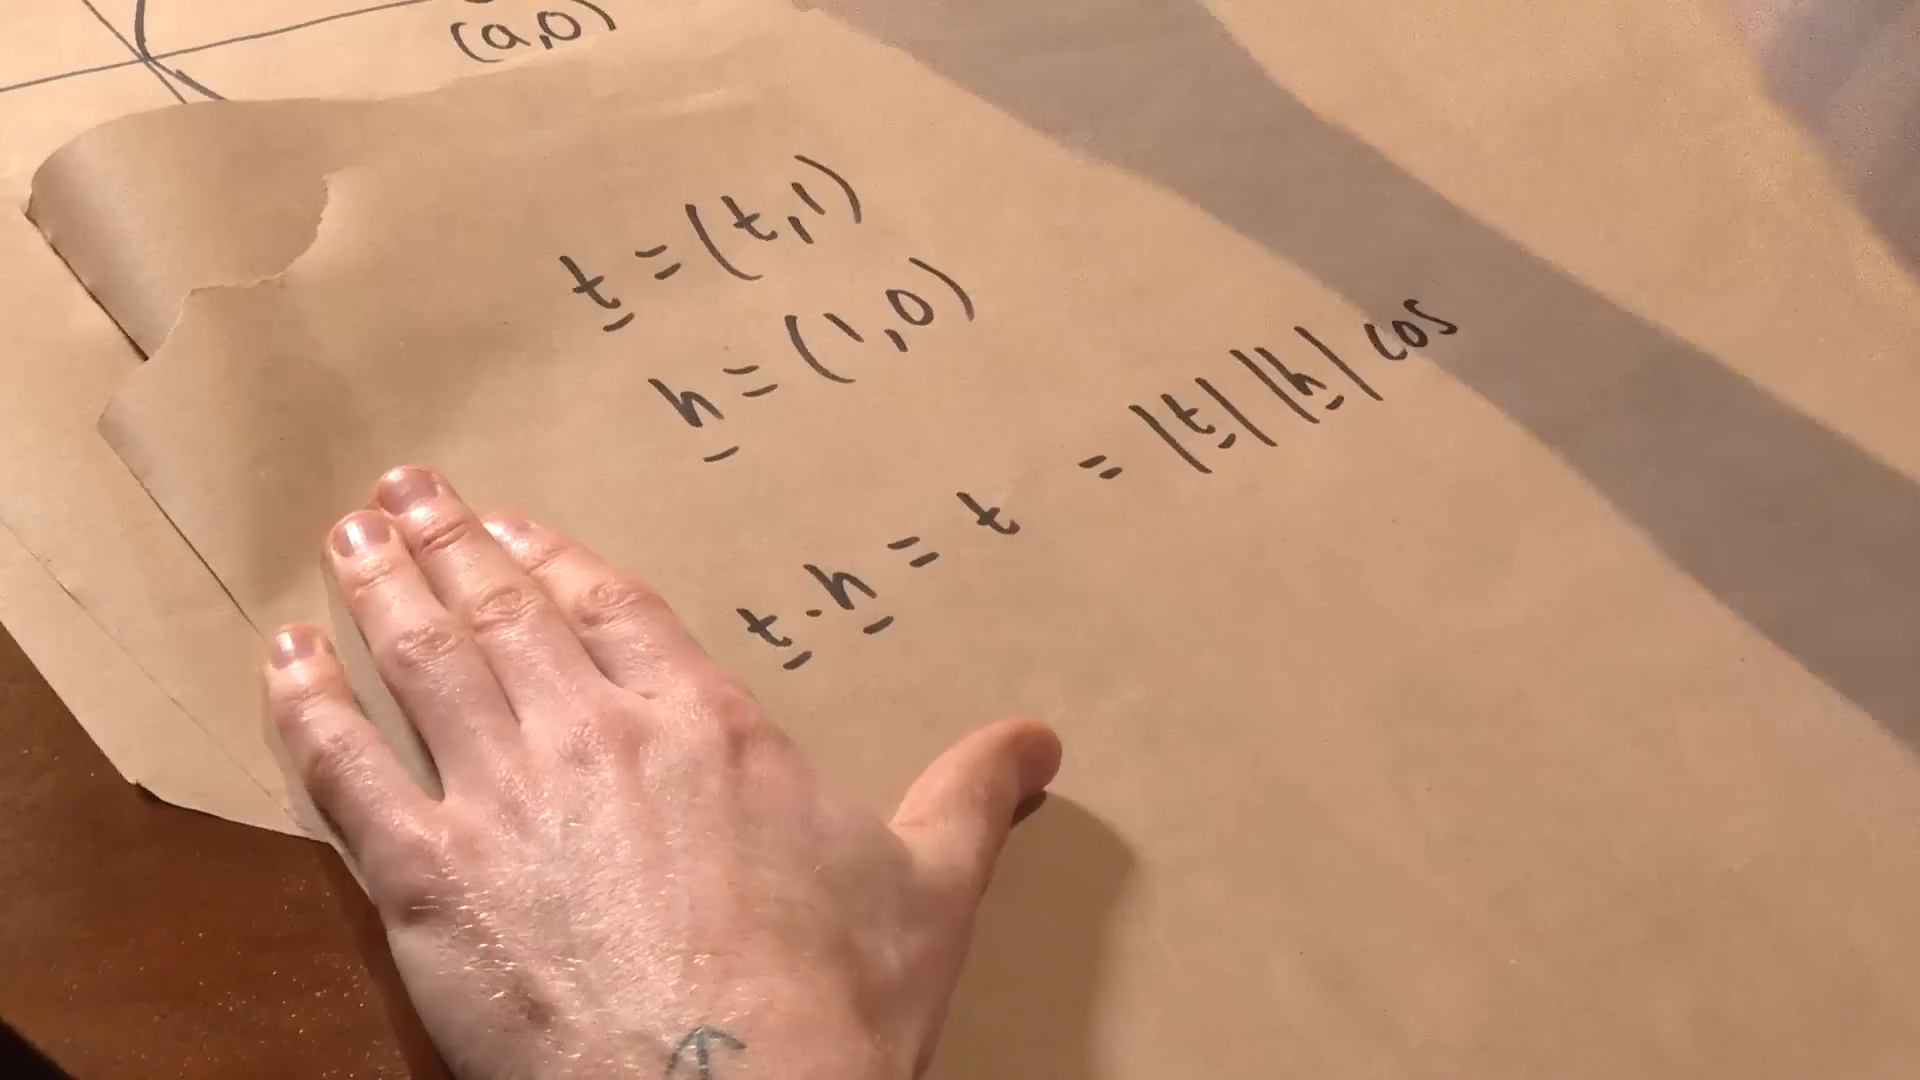 (a,0)
t = (t,1)
h = (1,0)
t · h = t = |t| |h| cos